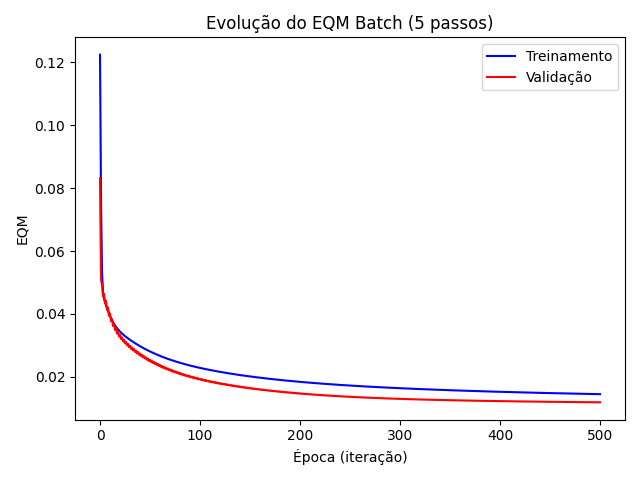 Evolução do EQM Batch (5 passos)
Treinamento
Validação
EQM
0.12
0.10
0.08
0.06
0.04
0.02
0 100 200 300 400 500
Época (iteração)